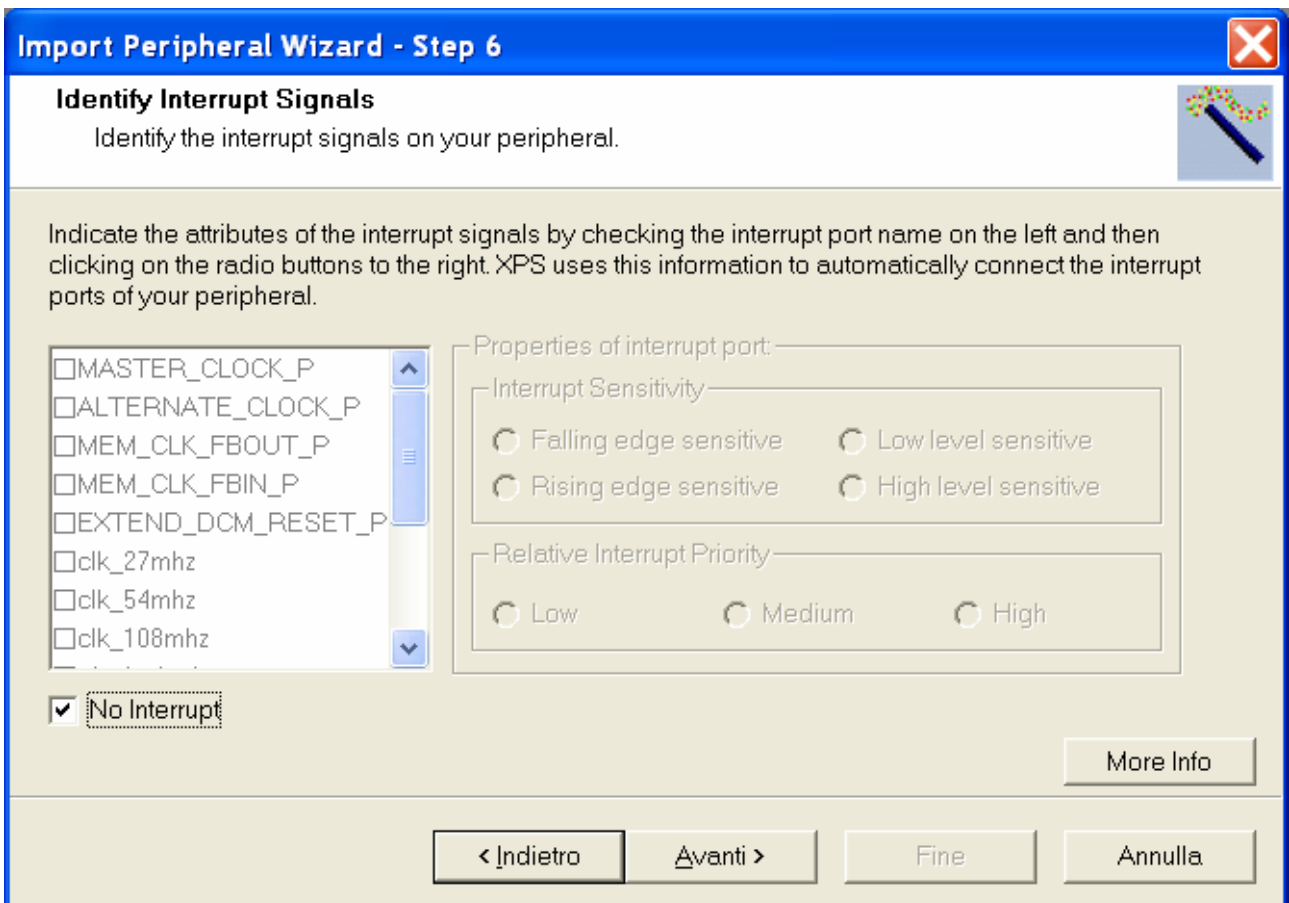 Import Peripheral Wizard - Step 6
Identify Interrupt Signals
Identify the interrupt signals on your peripheral.
Indicate the attributes of the interrupt signals by checking the interrupt port name on the left and then
clicking on the radio buttons to the right. XPS uses this information to automatically connect the interrupt
ports of your peripheral.
MASTER_CLOCK_P
ALTERNATE_CLOCK_P
MEM_CLK_FBOUT_P
MEM_CLK_FBIN_P
EXTEND_DCM_RESET_P
clk_27mhz
clk_54mhz
clk_108mhz
Properties of interrupt port:
Interrupt Sensitivity
Falling edge sensitive Low level sensitive
Rising edge sensitive High level sensitive
Relative Interrupt Priority
Low Medium High
No Interrupt
More Info
< Indietro Avanti > Fine Annulla